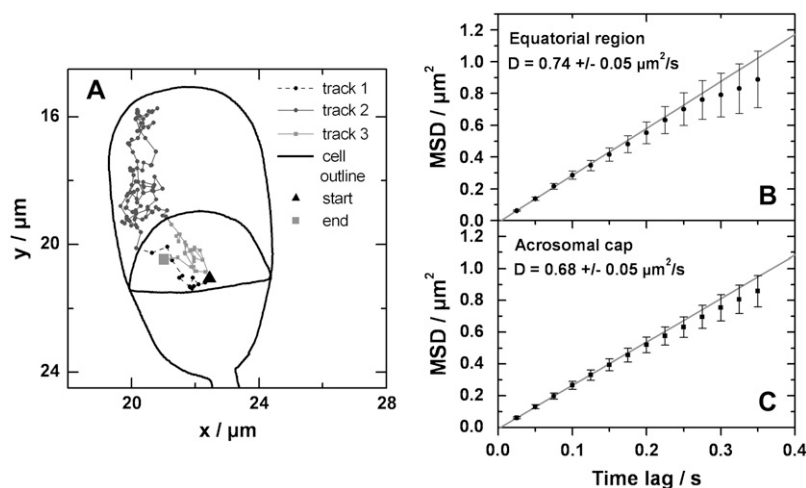 A
track 1
track 2
track 3
cell
outline
start
end
y / μm
16
20
24
20
22
24
26
28
x / μm
Equatorial region
D = 0.74 +/- 0.05 μm²/s
B
MSD / μm²
1.2
1.0
0.8
0.6
0.4
0.2
0.0
Acrosomal cap
D = 0.68 +/- 0.05 μm²/s
C
MSD / μm²
1.2
1.0
0.8
0.6
0.4
0.2
0.0
0.0
0.1
0.2
0.3
0.4
Time lag / s